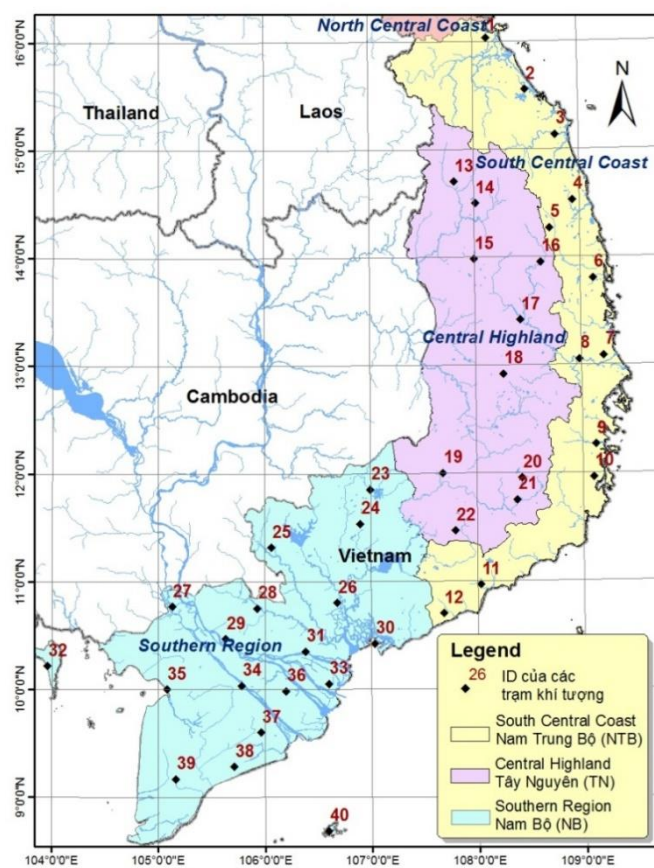 North Central Coast
1
16°0'0"N
2
N
Thailand
Laos
3
15°0'0"N
South Central Coast
13
4
14
5
15
16
14°0'0"N
6
17
Central Highland
8
7
18
13°0'0"N
Cambodia
9
23
19
20
10
12°0'0"N
21
24
22
25
Vietnam
11°0'0"N
11
27
28
26
12
29
30
Southern Region
31
32
35
34
36
33
10°0'0"N
37
39
38
9°0'0"N
40
Legend
26
ID của các
trạm khí tượng
South Central Coast
Nam Trung Bộ (NTB)
Central Highland
Tây Nguyên (TN)
Southern Region
Nam Bộ (NB)
104°0'0"E
105°0'0"E
106°0'0"E
107°0'0"E
108°0'0"E
109°0'0"E